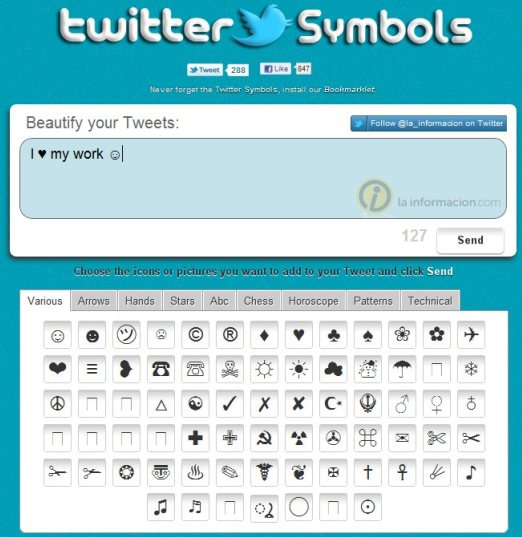 twitter Symbols
Tweet 288 Like 847
Never forget the Twitter Symbols, install our Bookmarklet.
Beautify your Tweets:
Follow @la_informacion on Twitter
I ♥ my work ☺
i la informacion.com
127 Send
Choose the icons or pictures you want to add to your Tweet and click Send
Various Arrows Hands Stars Abc Chess Horoscope Patterns Technical